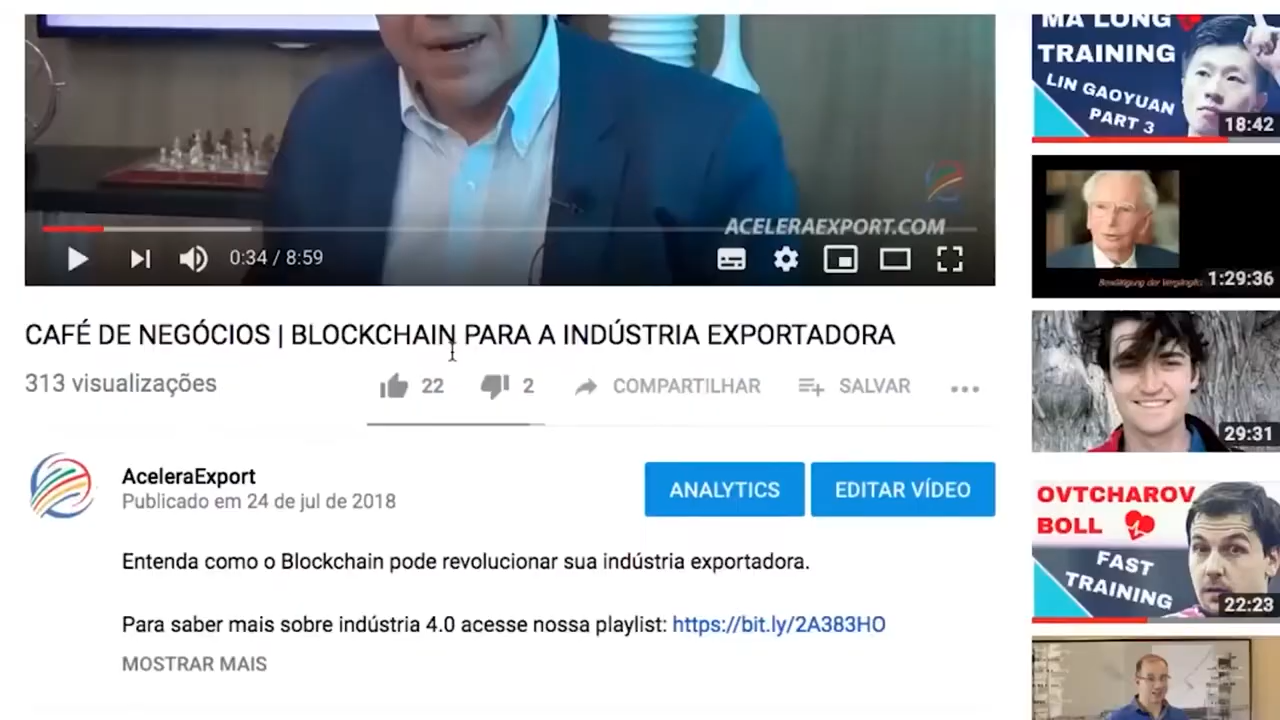 ACELERAEXPORT.COM
0:34 / 8:59
CAFÉ DE NEGÓCIOS | BLOCKCHAIN PARA A INDÚSTRIA EXPORTADORA
313 visualizações
22
2
COMPARTILHAR
SALVAR
AceleraExport
Publicado em 24 de jul de 2018
ANALYTICS
EDITAR VÍDEO
Entenda como o Blockchain pode revolucionar sua indústria exportadora.
Para saber mais sobre indústria 4.0 acesse nossa playlist: https://bit.ly/2A383HO
MOSTRAR MAIS
MA LONG
TRAINING
LIN GAOYUAN
PART 3
18:42
1:29:36
29:31
OVTCHAROV
BOLL
FAST
TRAINING
22:23